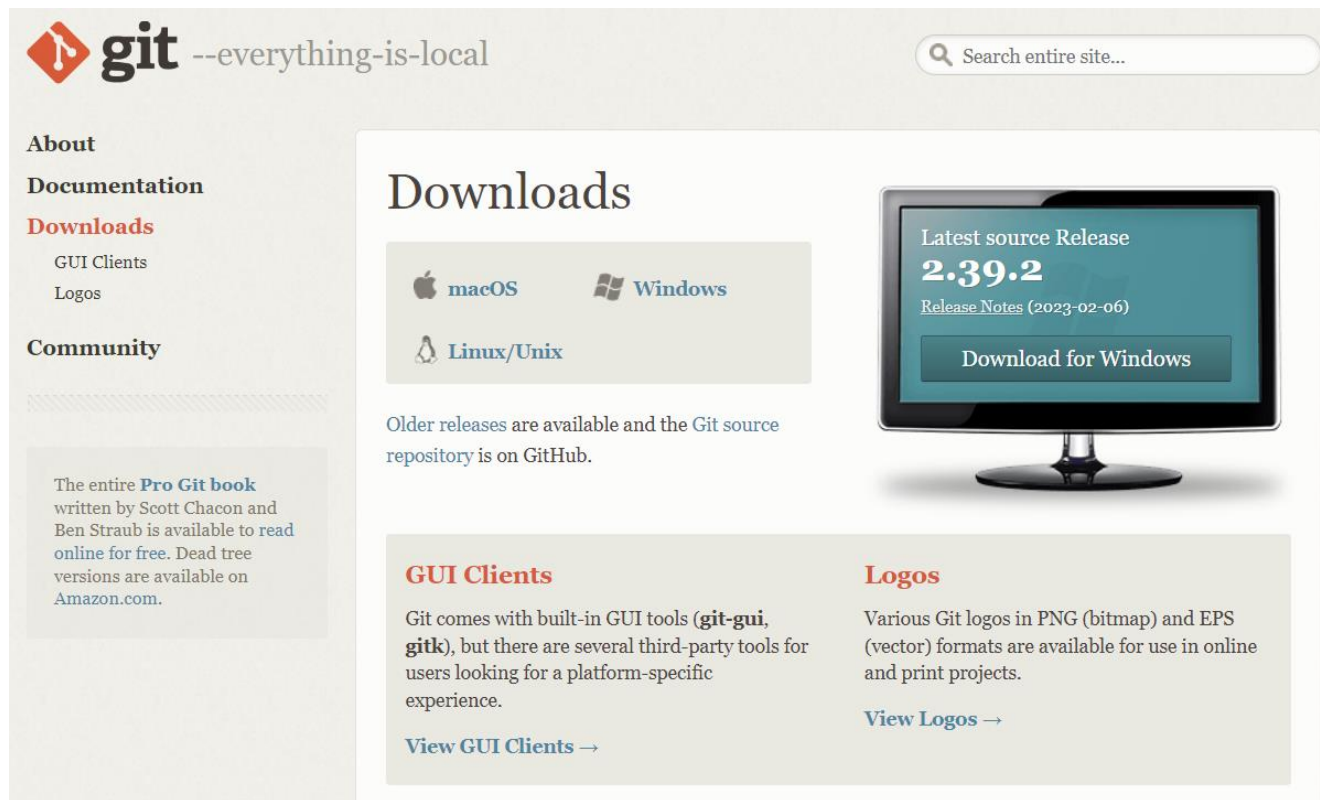 git --everything-is-local
Search entire site...
About
Documentation
Downloads
GUI Clients
Logos
Community
The entire Pro Git book
written by Scott Chacon and
Ben Straub is available to read
online for free. Dead tree
versions are available on
Amazon.com.
Downloads
macOS
Windows
Linux/Unix
Older releases are available and the Git source
repository is on GitHub.
Latest source Release
2.39.2
Release Notes (2023-02-06)
Download for Windows
GUI Clients
Git comes with built-in GUI tools (git-gui,
gitk), but there are several third-party tools for
users looking for a platform-specific
experience.
View GUI Clients →
Logos
Various Git logos in PNG (bitmap) and EPS
(vector) formats are available for use in online
and print projects.
View Logos →